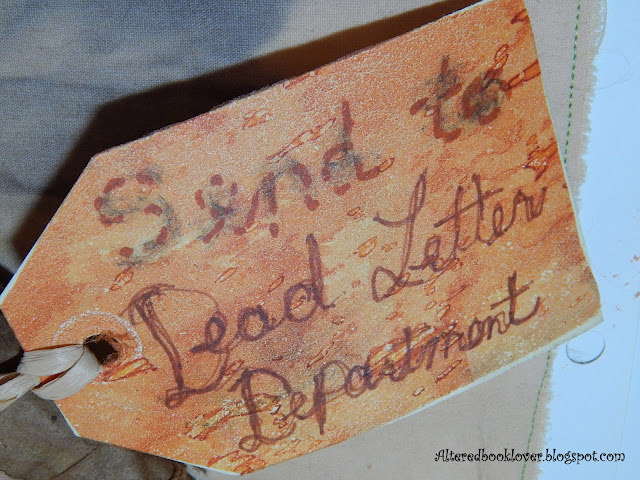 Send to
Dead Letter
Department
Alteredbooklover.blogspot.com